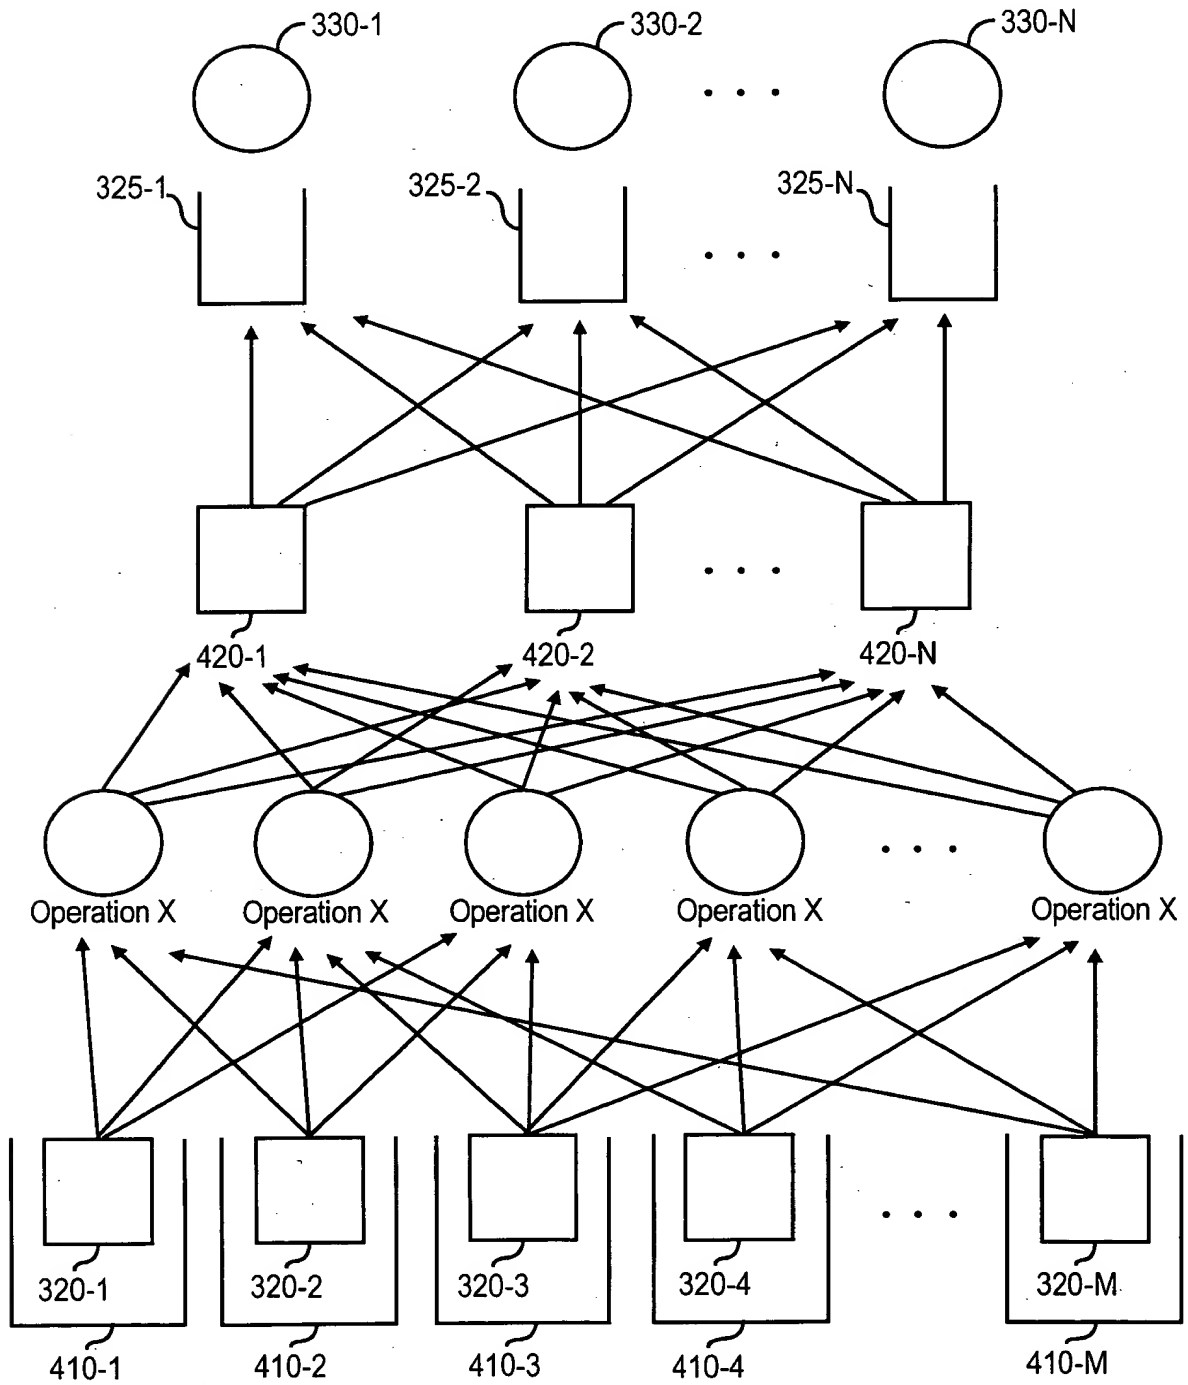 330-1
330-2
330-N
325-1
325-2
325-N
420-1
420-2
420-N
Operation X
Operation X
Operation X
Operation X
Operation X
320-1
320-2
320-3
320-4
320-M
410-1
410-2
410-3
410-4
410-M